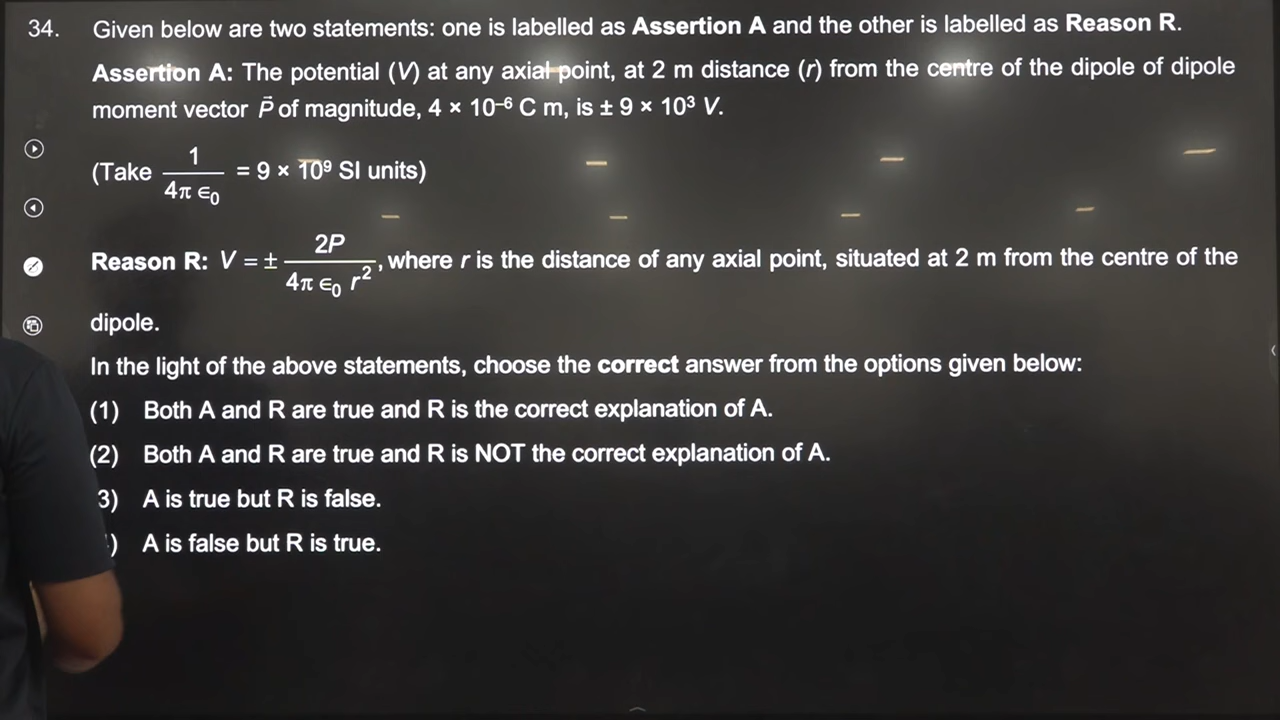 34. Given below are two statements: one is labelled as Assertion A and the other is labelled as Reason R.
Assertion A: The potential (V) at any axial point, at 2 m distance (r) from the centre of the dipole of dipole
moment vector P⃗ of magnitude, 4 × 10⁻⁶ C m, is ± 9 × 10³ V.
(Take 1/(4π ∈₀) = 9 × 10⁹ SI units)
Reason R: V = ± 2P/(4π ∈₀ r²), where r is the distance of any axial point, situated at 2 m from the centre of the
dipole.
In the light of the above statements, choose the correct answer from the options given below:
(1) Both A and R are true and R is the correct explanation of A.
(2) Both A and R are true and R is NOT the correct explanation of A.
3) A is true but R is false.
) A is false but R is true.